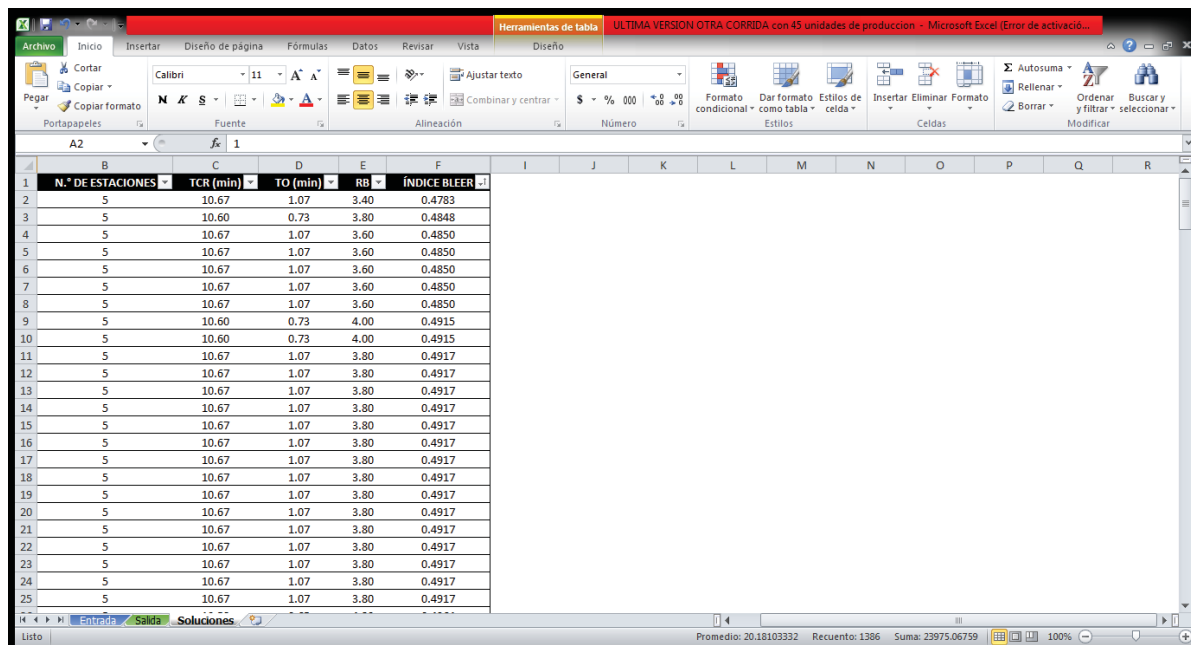 Herramientas de tabla ULTIMA VERSION OTRA CORRIDA con 45 unidades de produccion - Microsoft Excel (Error de activació...
Archivo Inicio Insertar Diseño de página Fórmulas Datos Revisar Vista Diseño
Pegar Cortar Copiar Copiar formato
Calibri 11 A A
N K S A
Ajustar texto
Combinar y centrar
General
$ % 000
Formato condicional Dar formato como tabla Estilos de celda
Insertar Eliminar Formato
Σ Autosuma Rellenar Borrar
Ordenar y filtrar Buscar y seleccionar
Portapapeles Fuente Alineación Número Estilos Celdas Modificar
A2 fx 1
B C D E F I J K L M N O P Q R
1 N.° DE ESTACIONES TCR (min) TO (min) RB ÍNDICE BLEER
2 5 10.67 1.07 3.40 0.4783
3 5 10.60 0.73 3.80 0.4848
4 5 10.67 1.07 3.60 0.4850
5 5 10.67 1.07 3.60 0.4850
6 5 10.67 1.07 3.60 0.4850
7 5 10.67 1.07 3.60 0.4850
8 5 10.67 1.07 3.60 0.4850
9 5 10.60 0.73 4.00 0.4915
10 5 10.60 0.73 4.00 0.4915
11 5 10.67 1.07 3.80 0.4917
12 5 10.67 1.07 3.80 0.4917
13 5 10.67 1.07 3.80 0.4917
14 5 10.67 1.07 3.80 0.4917
15 5 10.67 1.07 3.80 0.4917
16 5 10.67 1.07 3.80 0.4917
17 5 10.67 1.07 3.80 0.4917
18 5 10.67 1.07 3.80 0.4917
19 5 10.67 1.07 3.80 0.4917
20 5 10.67 1.07 3.80 0.4917
21 5 10.67 1.07 3.80 0.4917
22 5 10.67 1.07 3.80 0.4917
23 5 10.67 1.07 3.80 0.4917
24 5 10.67 1.07 3.80 0.4917
25 5 10.67 1.07 3.80 0.4917
Entrada Salida Soluciones
Listo Promedio: 20.18103332 Recuento: 1386 Suma: 23975.06759 100%